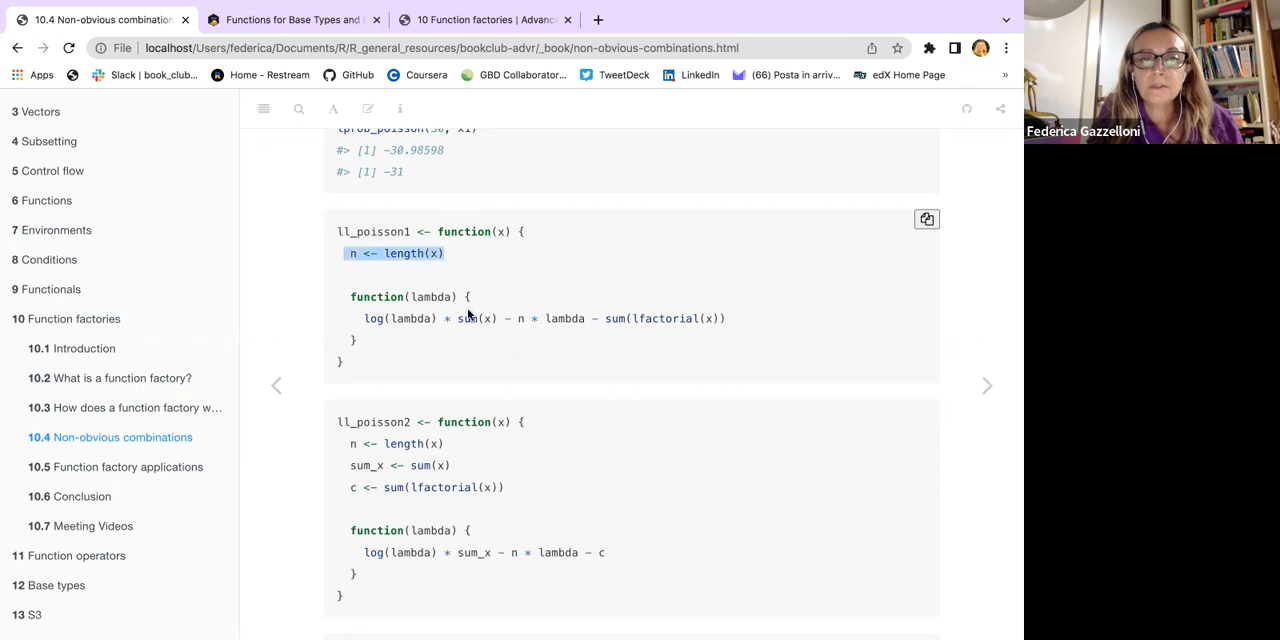 10.4 Non-obvious combination
Functions for Base Types and
10 Function factories | Advanc
File
localhost/Users/federica/Documents/R/R_general_resources/bookclub-advr/_book/non-obvious-combinations.html
Apps
Slack | book_club...
Home - Restream
GitHub
Coursera
GBD Collaborator...
TweetDeck
LinkedIn
(66) Posta in arriv...
edX Home Page
»
3 Vectors
4 Subsetting
5 Control flow
6 Functions
7 Environments
8 Conditions
9 Functionals
10 Function factories
10.1 Introduction
10.2 What is a function factory?
10.3 How does a function factory w...
10.4 Non-obvious combinations
10.5 Function factory applications
10.6 Conclusion
10.7 Meeting Videos
11 Function operators
12 Base types
13 S3
lprob_poisson(30, x1)
#> [1] -30.98598
#> [1] -31
ll_poisson1 <- function(x) {
n <- length(x)
function(lambda) {
log(lambda) * sum(x) - n * lambda - sum(lfactorial(x))
}
}
ll_poisson2 <- function(x) {
n <- length(x)
sum_x <- sum(x)
c <- sum(lfactorial(x))
function(lambda) {
log(lambda) * sum_x - n * lambda - c
}
}
Federica Gazzelloni